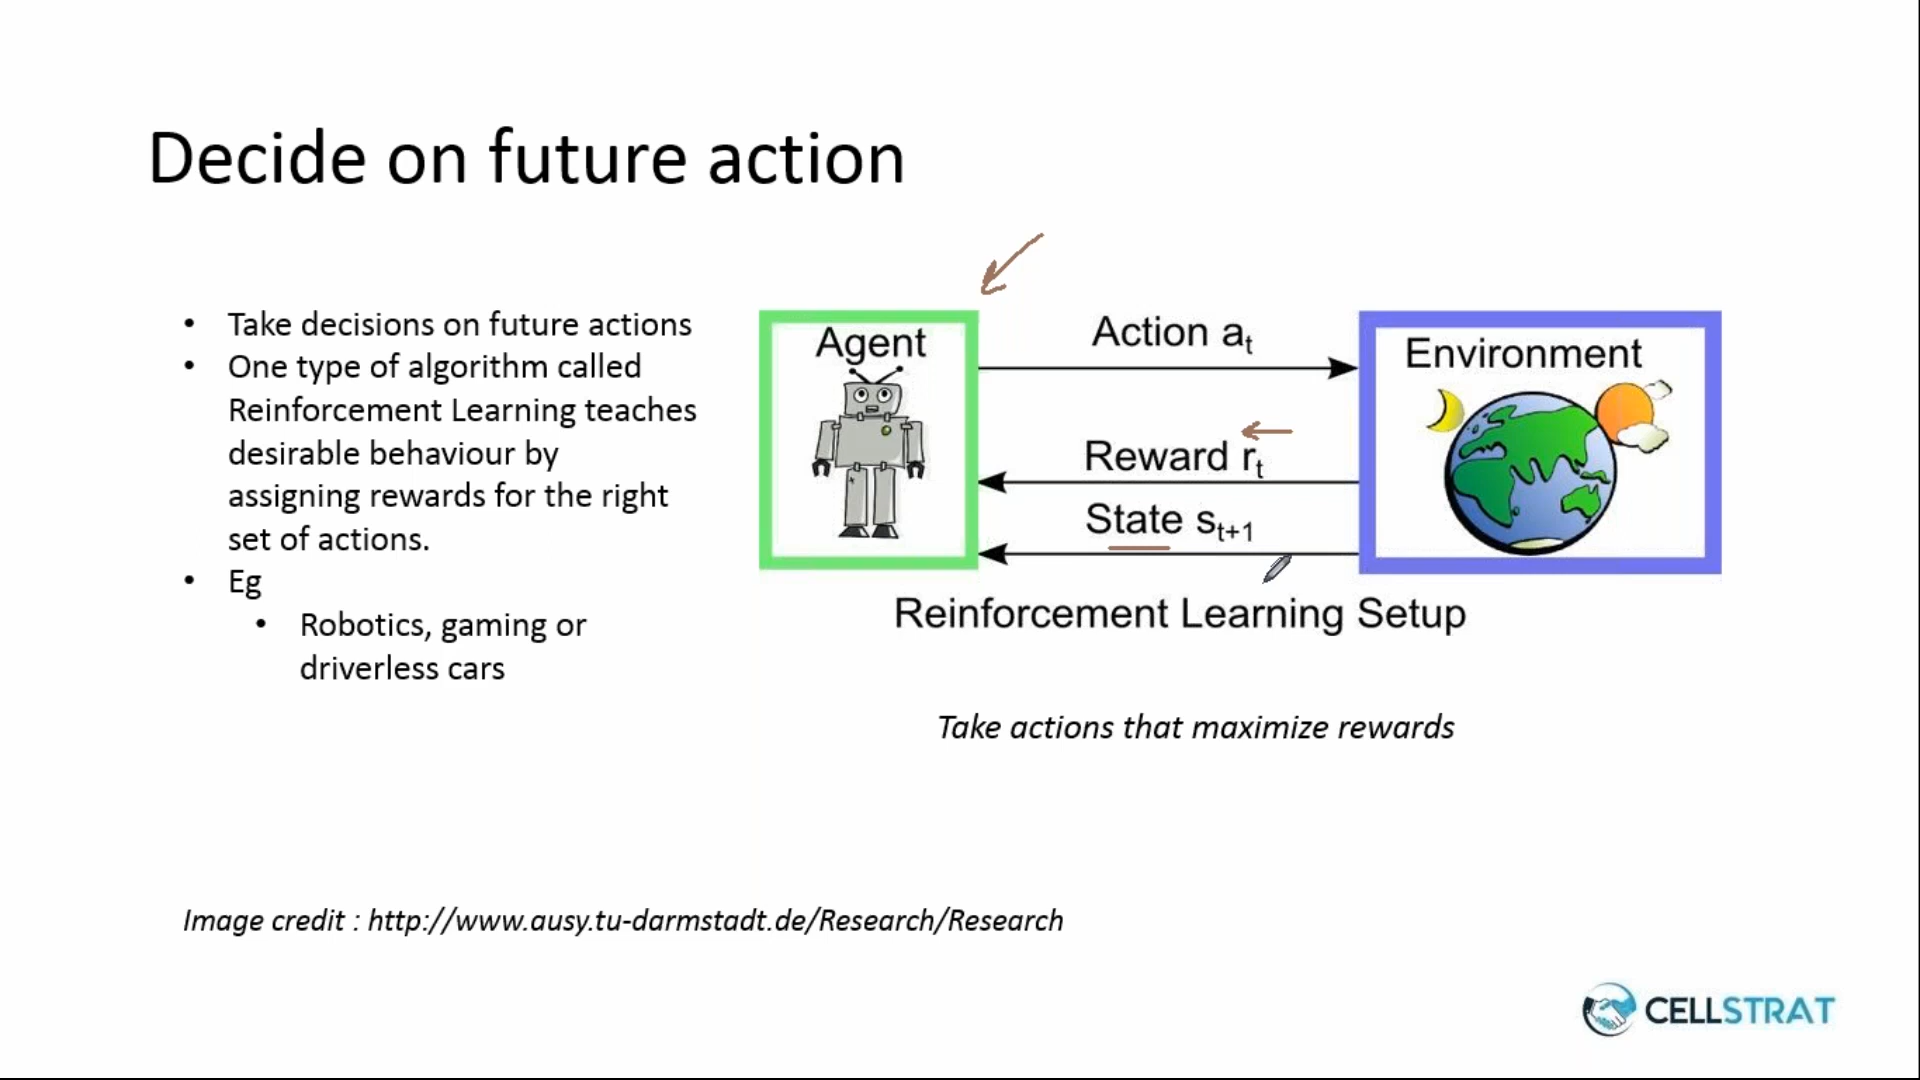 Decide on future action
• Take decisions on future actions
• One type of algorithm called
Reinforcement Learning teaches
desirable behaviour by
assigning rewards for the right
set of actions.
• Eg
• Robotics, gaming or
driverless cars
Agent
Action aₜ
Environment
Reward rₜ
State sₜ₊₁
Reinforcement Learning Setup
Take actions that maximize rewards
Image credit : http://www.ausy.tu-darmstadt.de/Research/Research
CELLSTRAT